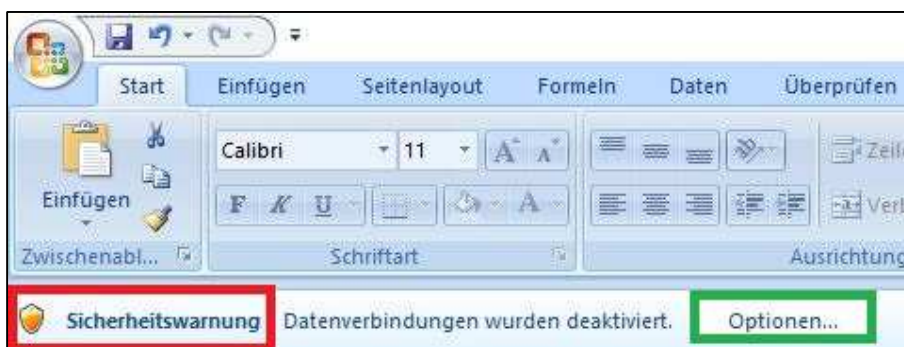 Start Einfügen Seitenlayout Formeln Daten Überprüfen
Calibri 11 A A
Einfügen F K U A
Zwischenabl... Schriftart Ausrichtung
Sicherheitswarnung Datenverbindungen wurden deaktiviert. Optionen...